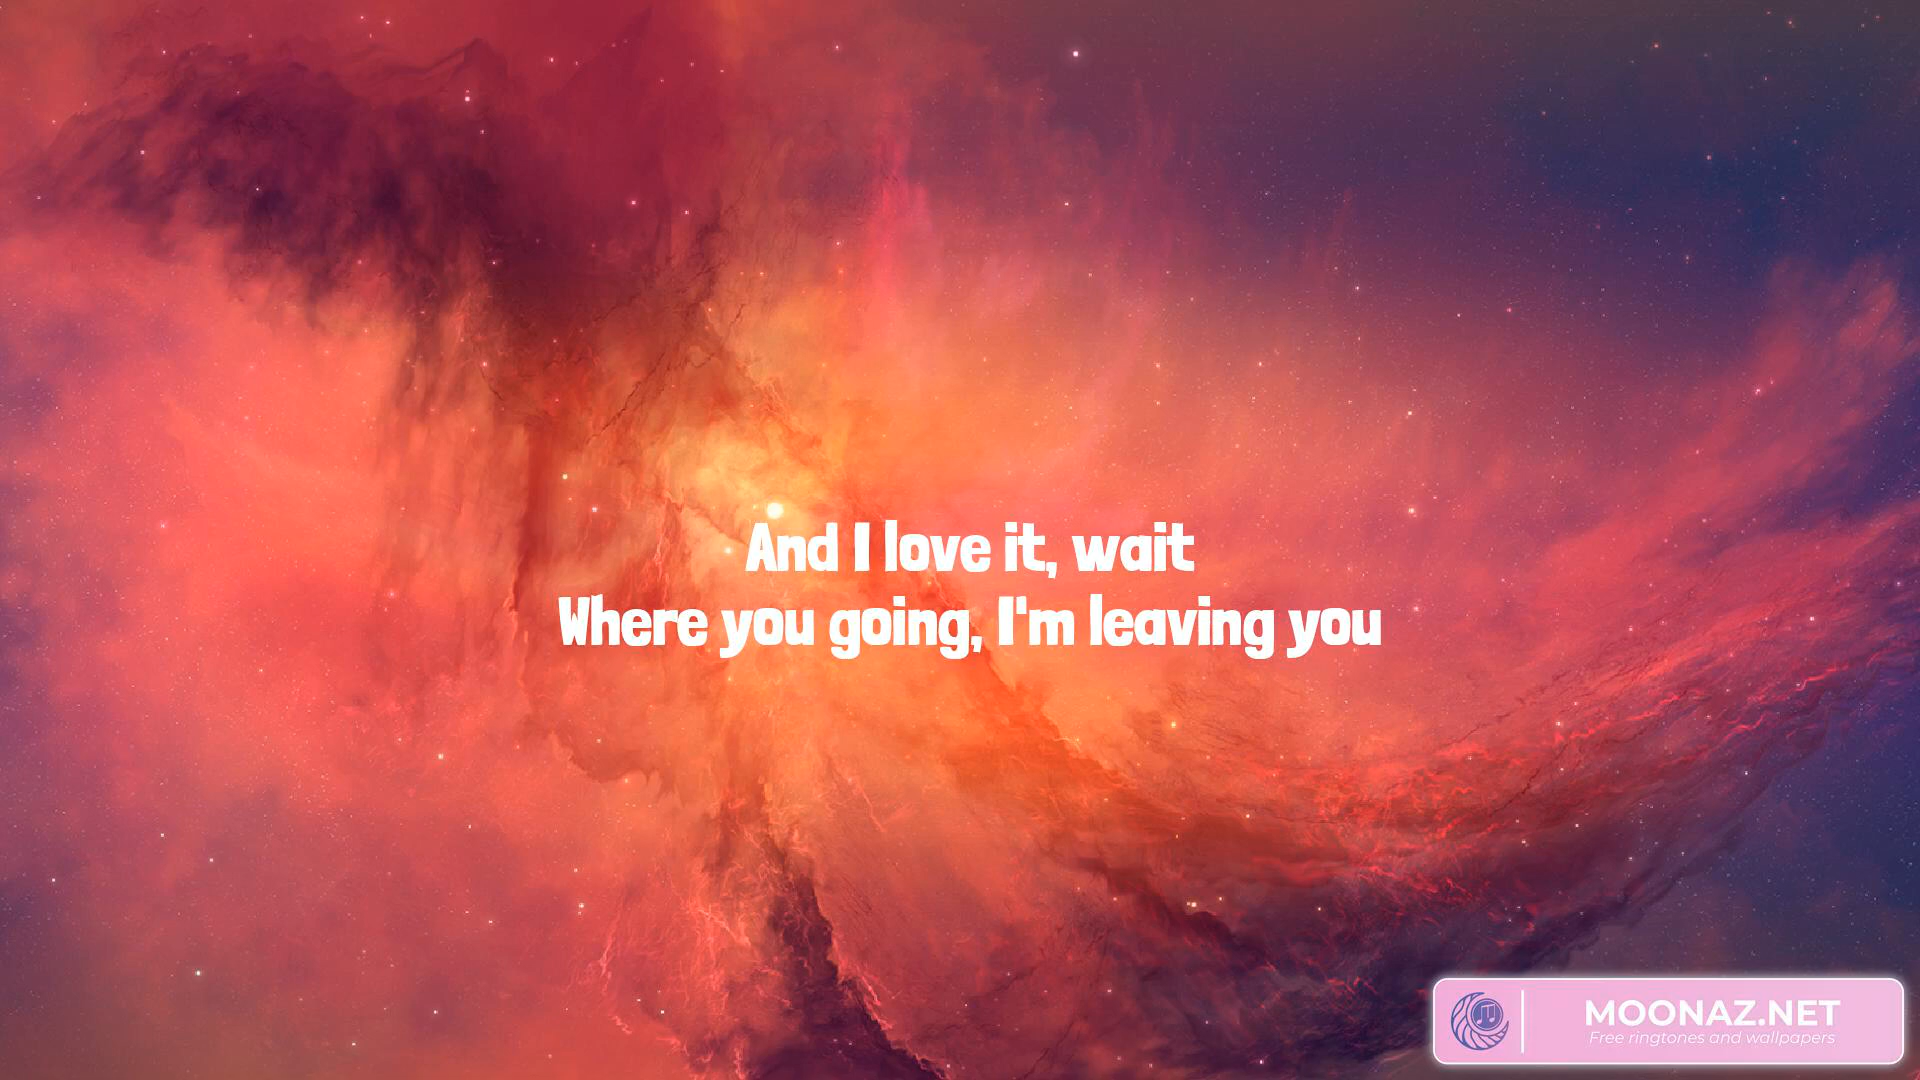 And I love it, wait
Where you going, I'm leaving you
MOONAZ.NET
Free ringtones and wallpapers